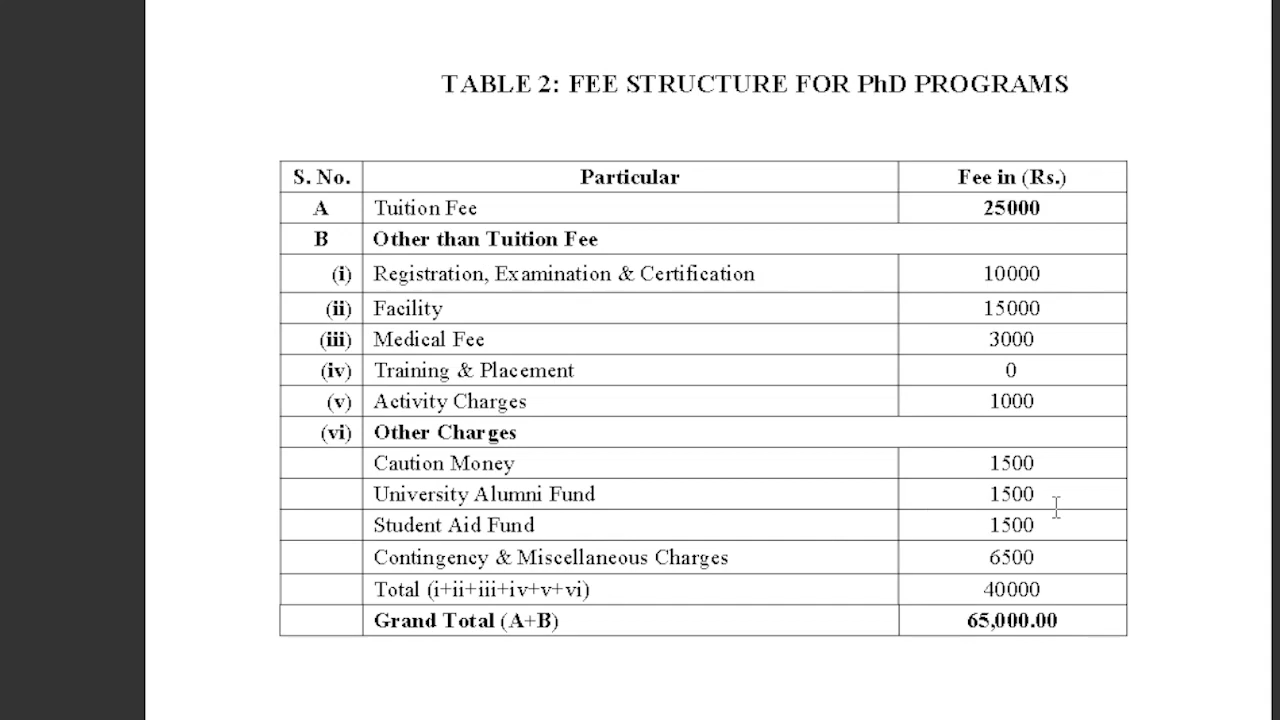 TABLE 2: FEE STRUCTURE FOR PhD PROGRAMS
S. No. Particular Fee in (Rs.)
A Tuition Fee 25000
B Other than Tuition Fee
(i) Registration, Examination & Certification 10000
(ii) Facility 15000
(iii) Medical Fee 3000
(iv) Training & Placement 0
(v) Activity Charges 1000
(vi) Other Charges
Caution Money 1500
University Alumni Fund 1500
Student Aid Fund 1500
Contingency & Miscellaneous Charges 6500
Total (i+ii+iii+iv+v+vi) 40000
Grand Total (A+B) 65,000.00